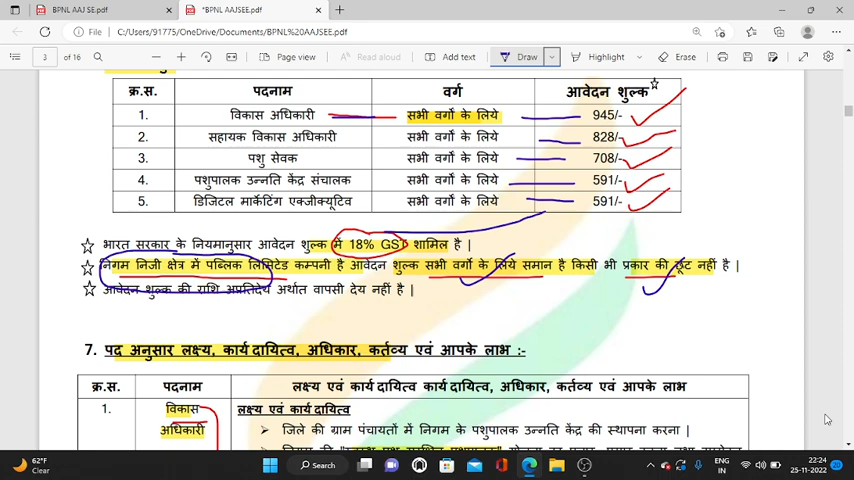 BPNL AAJ SE.pdf
*BPNL AAJSEE.pdf
File | C:/Users/91775/OneDrive/Documents/BPNL%20AAJSEE.pdf
3 of 16
Page view
Read aloud
Add text
Draw
Highlight
Erase
क्र.स. पदनाम वर्ग आवेदन शुल्क
1. विकास अधिकारी सभी वर्गो के लिये 945/-
2. सहायक विकास अधिकारी सभी वर्गो के लिये 828/-
3. पशु सेवक सभी वर्गो के लिये 708/-
4. पशुपालक उन्नति केंद्र संचालक सभी वर्गो के लिये 591/-
5. डिजिटल मार्केटिंग एक्जीक्यूटिव सभी वर्गो के लिये 591/-
भारत सरकार के नियमानुसार आवेदन शुल्क में 18% GST शामिल है |
निगम निजी क्षेत्र में पब्लिक लिमिटेड कम्पनी है आवेदन शुल्क सभी वर्गो के लिये समान है किसी भी प्रकार की छूट नहीं है |
आवेदन शुल्क की राशि अप्रतिदेय अर्थात वापसी देय नहीं है |
7. पद अनुसार लक्ष्य, कार्य दायित्व, अधिकार, कर्तव्य एवं आपके लाभ :-
क्र.स. पदनाम लक्ष्य एवं कार्य दायित्व कार्य दायित्व, अधिकार, कर्तव्य एवं आपके लाभ
1. विकास अधिकारी
लक्ष्य एवं कार्य दायित्व
जिले की ग्राम पंचायतों में निगम के पशुपालक उन्नति केंद्र की स्थापना करना |
62°F
Clear
Search
ENG
IN
22:24
25-11-2022